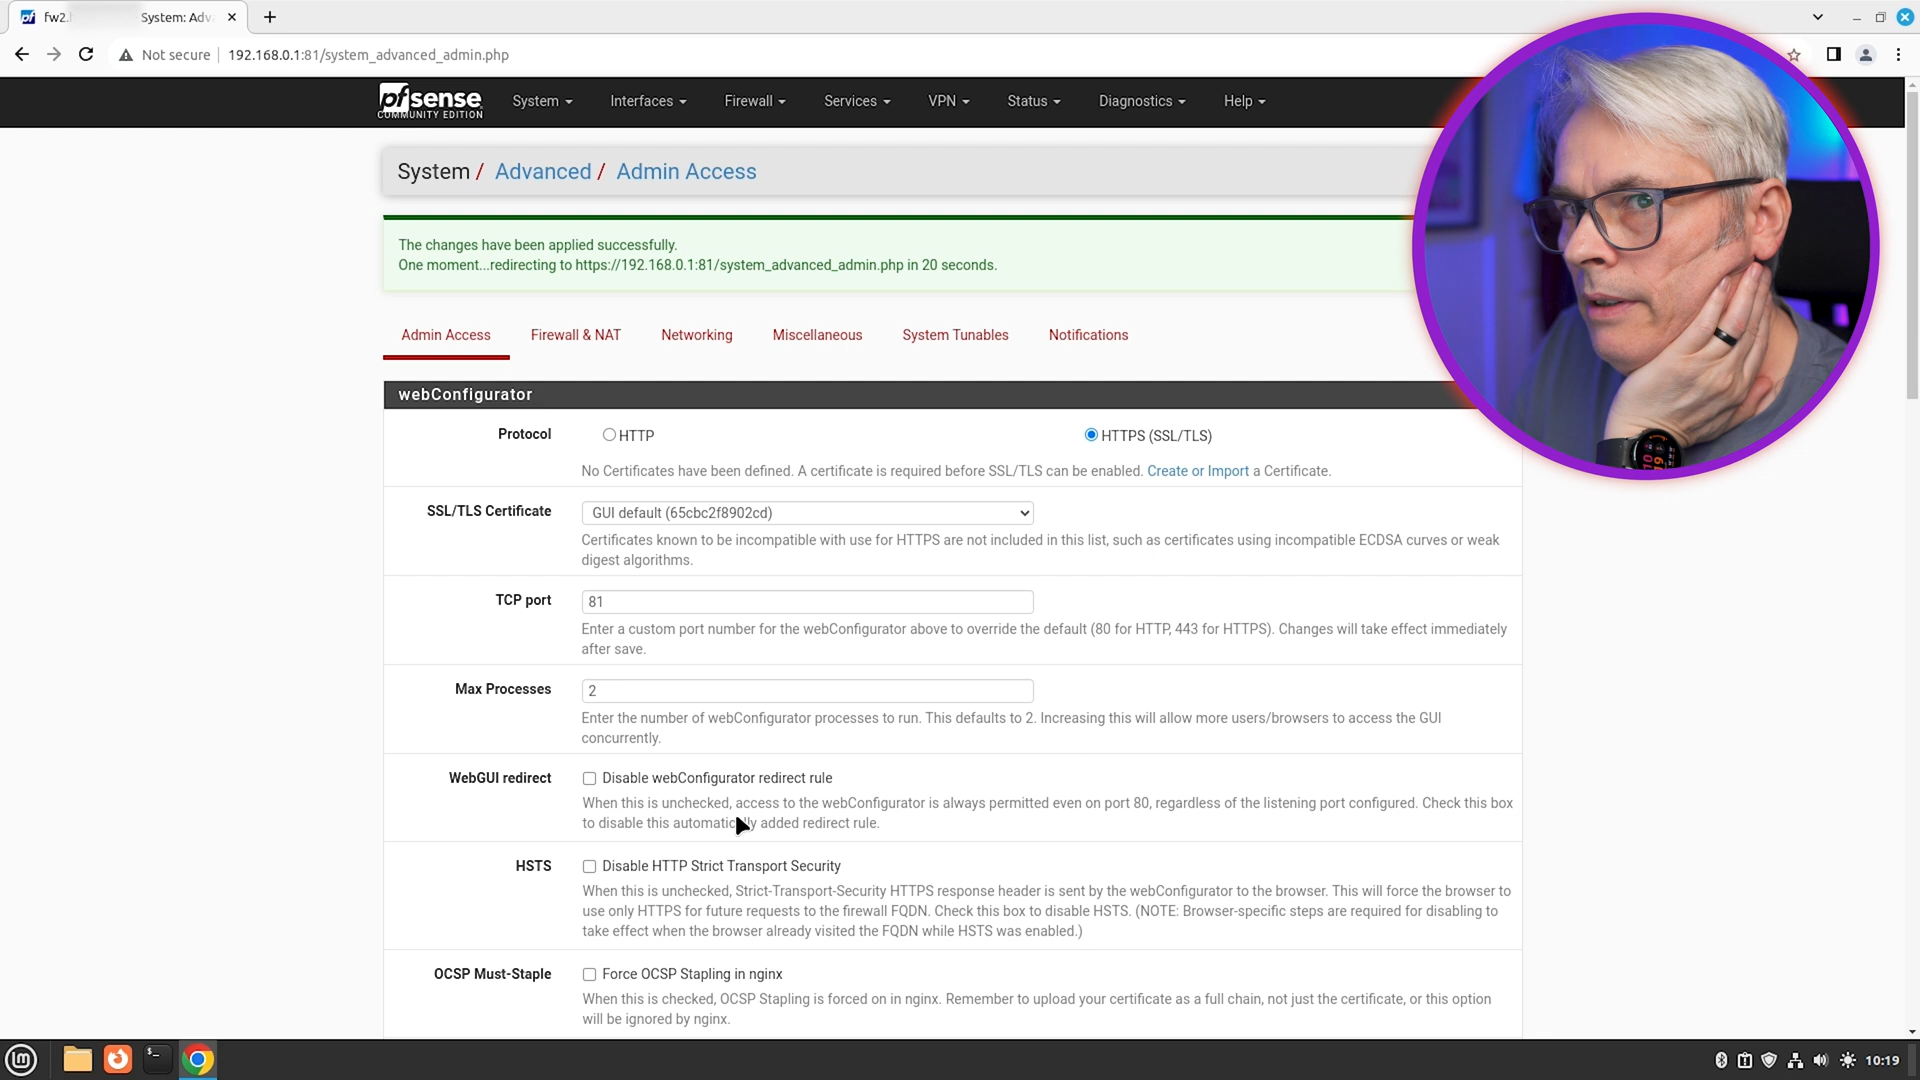 fw2.
System: Adv
Not secure
192.168.0.1:81/system_advanced_admin.php
pfsense
COMMUNITY EDITION
System
Interfaces
Firewall
Services
VPN
Status
Diagnostics
Help
System / Advanced / Admin Access
The changes have been applied successfully.
One moment...redirecting to https://192.168.0.1:81/system_advanced_admin.php in 20 seconds.
Admin Access
Firewall & NAT
Networking
Miscellaneous
System Tunables
Notifications
webConfigurator
Protocol
HTTP
HTTPS (SSL/TLS)
No Certificates have been defined. A certificate is required before SSL/TLS can be enabled. Create or Import a Certificate.
SSL/TLS Certificate
GUI default (65cbc2f8902cd)
Certificates known to be incompatible with use for HTTPS are not included in this list, such as certificates using incompatible ECDSA curves or weak
digest algorithms.
TCP port
81
Enter a custom port number for the webConfigurator above to override the default (80 for HTTP, 443 for HTTPS). Changes will take effect immediately
after save.
Max Processes
2
Enter the number of webConfigurator processes to run. This defaults to 2. Increasing this will allow more users/browsers to access the GUI
concurrently.
WebGUI redirect
Disable webConfigurator redirect rule
When this is unchecked, access to the webConfigurator is always permitted even on port 80, regardless of the listening port configured. Check this box
to disable this automatically added redirect rule.
HSTS
Disable HTTP Strict Transport Security
When this is unchecked, Strict-Transport-Security HTTPS response header is sent by the webConfigurator to the browser. This will force the browser to
use only HTTPS for future requests to the firewall FQDN. Check this box to disable HSTS. (NOTE: Browser-specific steps are required for disabling to
take effect when the browser already visited the FQDN while HSTS was enabled.)
OCSP Must-Staple
Force OCSP Stapling in nginx
When this is checked, OCSP Stapling is forced on in nginx. Remember to upload your certificate as a full chain, not just the certificate, or this option
will be ignored by nginx.
10:19